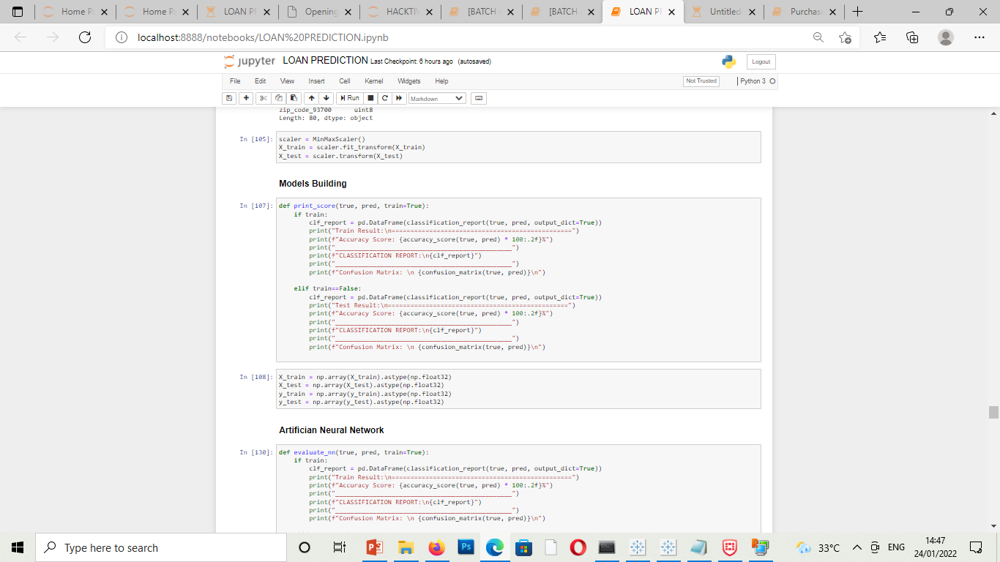 Home Pa
Home Pa
LOAN PR
Opening
HACKTIV
[BATCH
[BATCH
LOAN PR
Untitled
Purchas
localhost:8888/notebooks/LOAN%20PREDICTION.ipynb
jupyter LOAN PREDICTION Last Checkpoint: 6 hours ago (autosaved)
Logout
File Edit View Insert Cell Kernel Widgets Help
Not Trusted Python 3
Run Markdown
zip_code_93700 uint8
Length: 80, dtype: object
In [105]: scaler = MinMaxScaler()
X_train = scaler.fit_transform(X_train)
X_test = scaler.transform(X_test)
Models Building
In [107]: def print_score(true, pred, train=True):
if train:
clf_report = pd.DataFrame(classification_report(true, pred, output_dict=True))
print("Train Result:\n================================================")
print(f"Accuracy Score: {accuracy_score(true, pred) * 100:.2f}%")
print("_______________________________________________")
print(f"CLASSIFICATION REPORT:\n{clf_report}")
print("_______________________________________________")
print(f"Confusion Matrix: \n {confusion_matrix(true, pred)}\n")
elif train==False:
clf_report = pd.DataFrame(classification_report(true, pred, output_dict=True))
print("Test Result:\n================================================")
print(f"Accuracy Score: {accuracy_score(true, pred) * 100:.2f}%")
print("_______________________________________________")
print(f"CLASSIFICATION REPORT:\n{clf_report}")
print("_______________________________________________")
print(f"Confusion Matrix: \n {confusion_matrix(true, pred)}\n")
In [108]: X_train = np.array(X_train).astype(np.float32)
X_test = np.array(X_test).astype(np.float32)
y_train = np.array(y_train).astype(np.float32)
y_test = np.array(y_test).astype(np.float32)
Artifician Neural Network
In [130]: def evaluate_nn(true, pred, train=True):
if train:
clf_report = pd.DataFrame(classification_report(true, pred, output_dict=True))
print("Train Result:\n================================================")
print(f"Accuracy Score: {accuracy_score(true, pred) * 100:.2f}%")
print("_______________________________________________")
print(f"CLASSIFICATION REPORT:\n{clf_report}")
print("_______________________________________________")
print(f"Confusion Matrix: \n {confusion_matrix(true, pred)}\n")
Type here to search
Ps
33°C
ENG
14:47
24/01/2022